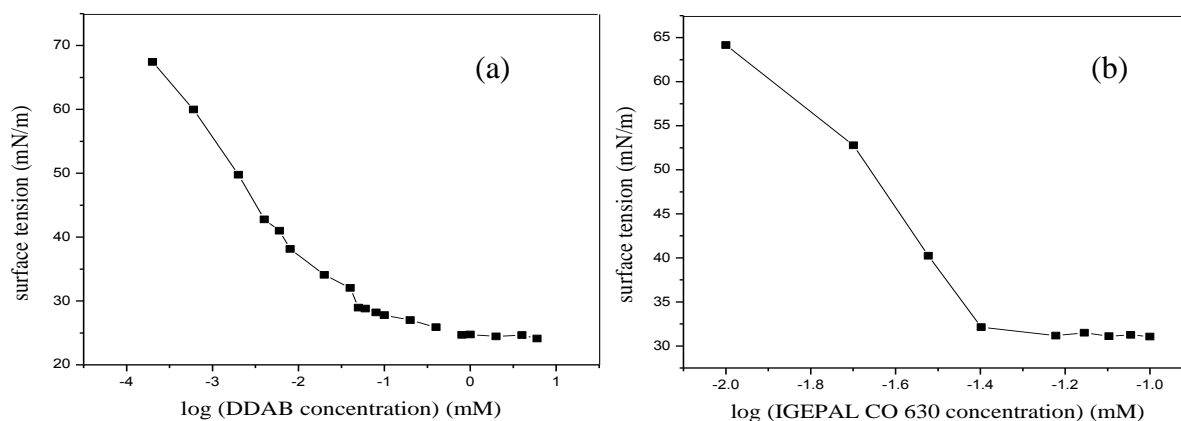 (a)
surface tension (mN/m)
70
60
50
40
30
20
-4 -3 -2 -1 0 1
log (DDAB concentration) (mM)
(b)
surface tension (mN/m)
65
60
55
50
45
40
35
30
-2.0 -1.8 -1.6 -1.4 -1.2 -1.0
log (IGEPAL CO 630 concentration) (mM)